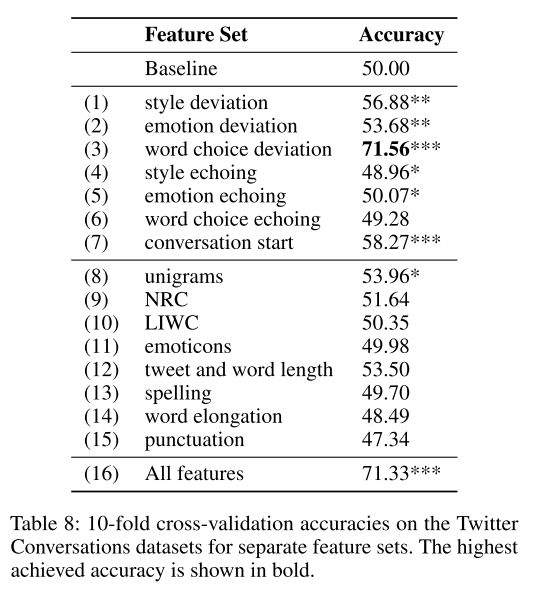 Feature Set Accuracy
Baseline 50.00
(1) style deviation 56.88**
(2) emotion deviation 53.68**
(3) word choice deviation 71.56***
(4) style echoing 48.96*
(5) emotion echoing 50.07*
(6) word choice echoing 49.28
(7) conversation start 58.27***
(8) unigrams 53.96*
(9) NRC 51.64
(10) LIWC 50.35
(11) emoticons 49.98
(12) tweet and word length 53.50
(13) spelling 49.70
(14) word elongation 48.49
(15) punctuation 47.34
(16) All features 71.33***
Table 8: 10-fold cross-validation accuracies on the Twitter
Conversations datasets for separate feature sets. The highest
achieved accuracy is shown in bold.